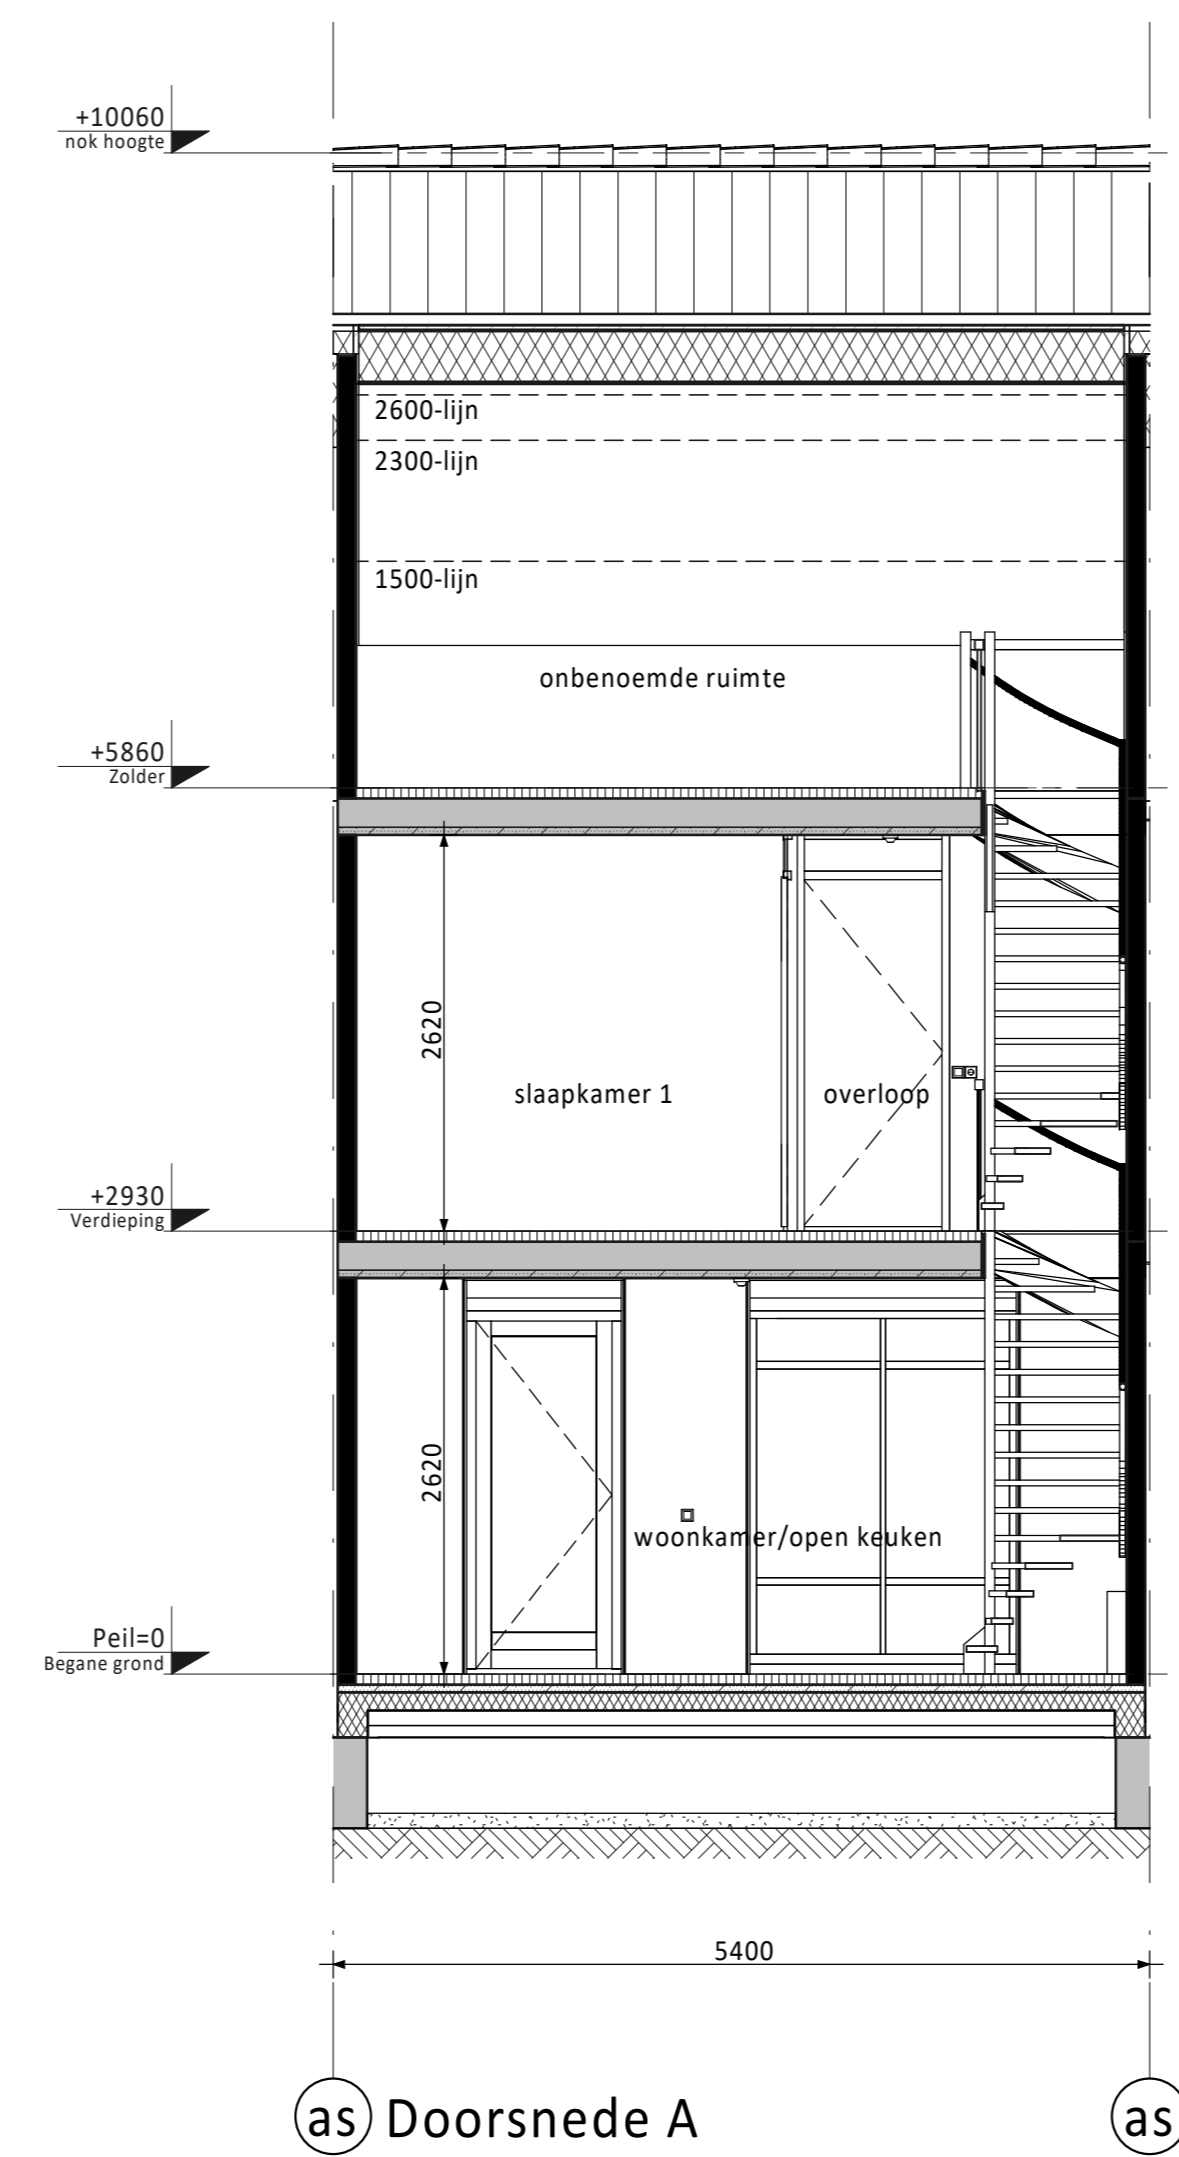 +10060
nok hoogte
2600-lijn
2300-lijn
1500-lijn
onbenoemde ruimte
+5860
Zolder
2620
slaapkamer 1
overloop
+2930
Verdieping
2620
woonkamer/open keuken
Peil=0
Begane grond
5400
as Doorsnede A as